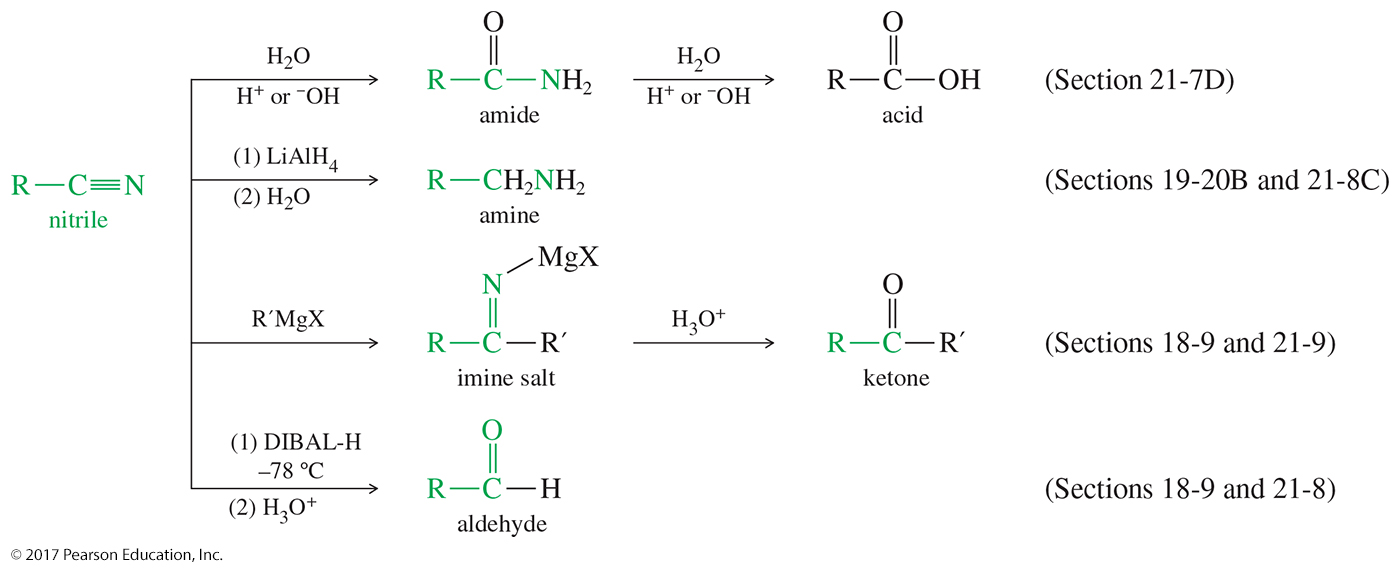 H₂O
H⁺ or ⁻OH
O
R—C—NH₂
amide
H₂O
H⁺ or ⁻OH
O
R—C—OH
acid
(Section 21-7D)
R—C≡N
nitrile
(1) LiAlH₄
(2) H₂O
R—CH₂NH₂
amine
(Sections 19-20B and 21-8C)
R′MgX
MgX
N
R—C—R′
imine salt
H₃O⁺
O
R—C—R′
ketone
(Sections 18-9 and 21-9)
(1) DIBAL-H
–78 °C
(2) H₃O⁺
O
R—C—H
aldehyde
(Sections 18-9 and 21-8)
© 2017 Pearson Education, Inc.